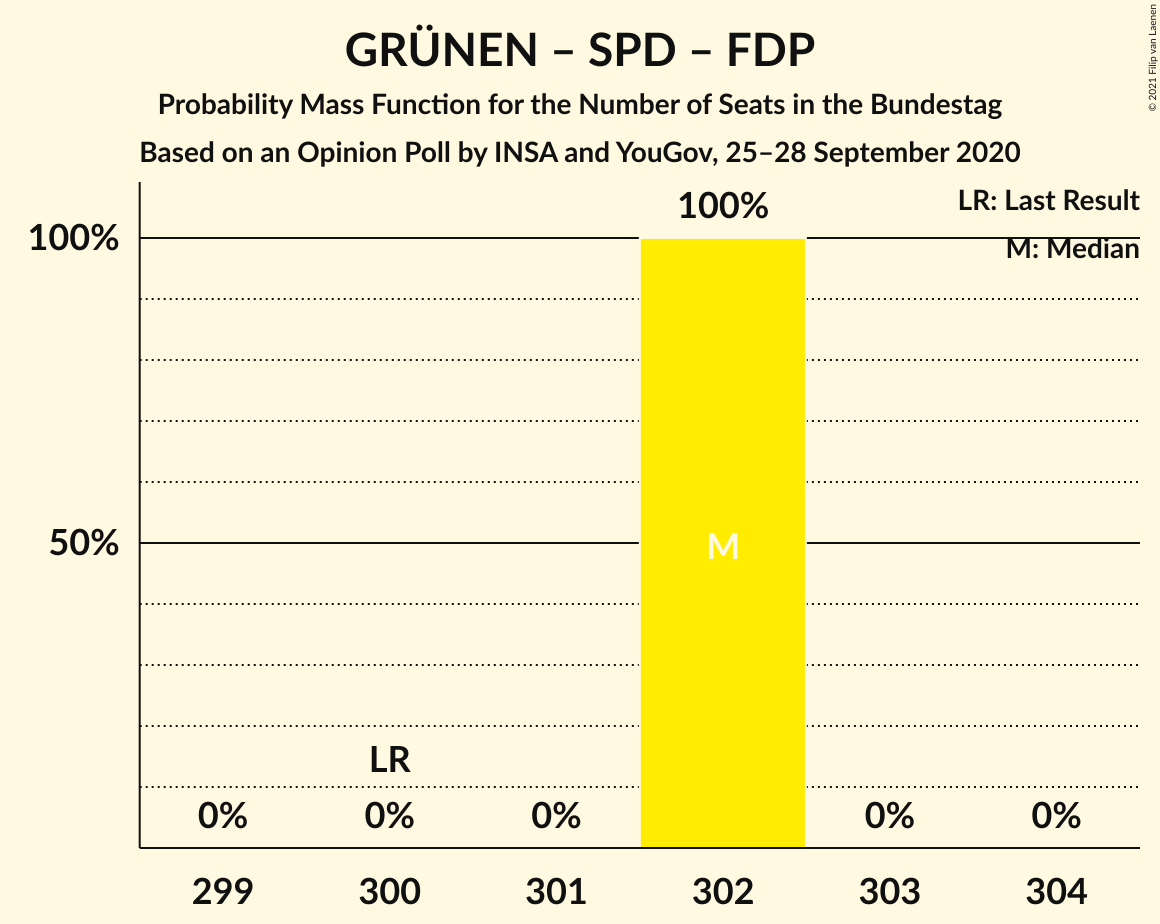 GRÜNEN – SPD – FDP
Probability Mass Function for the Number of Seats in the Bundestag
Based on an Opinion Poll by INSA and YouGov, 25–28 September 2020
© 2021 Filip van Laenen
LR: Last Result
M: Median
100%
100%
50%
M
LR
0%
0%
0%
0%
0%
299
300
301
302
303
304